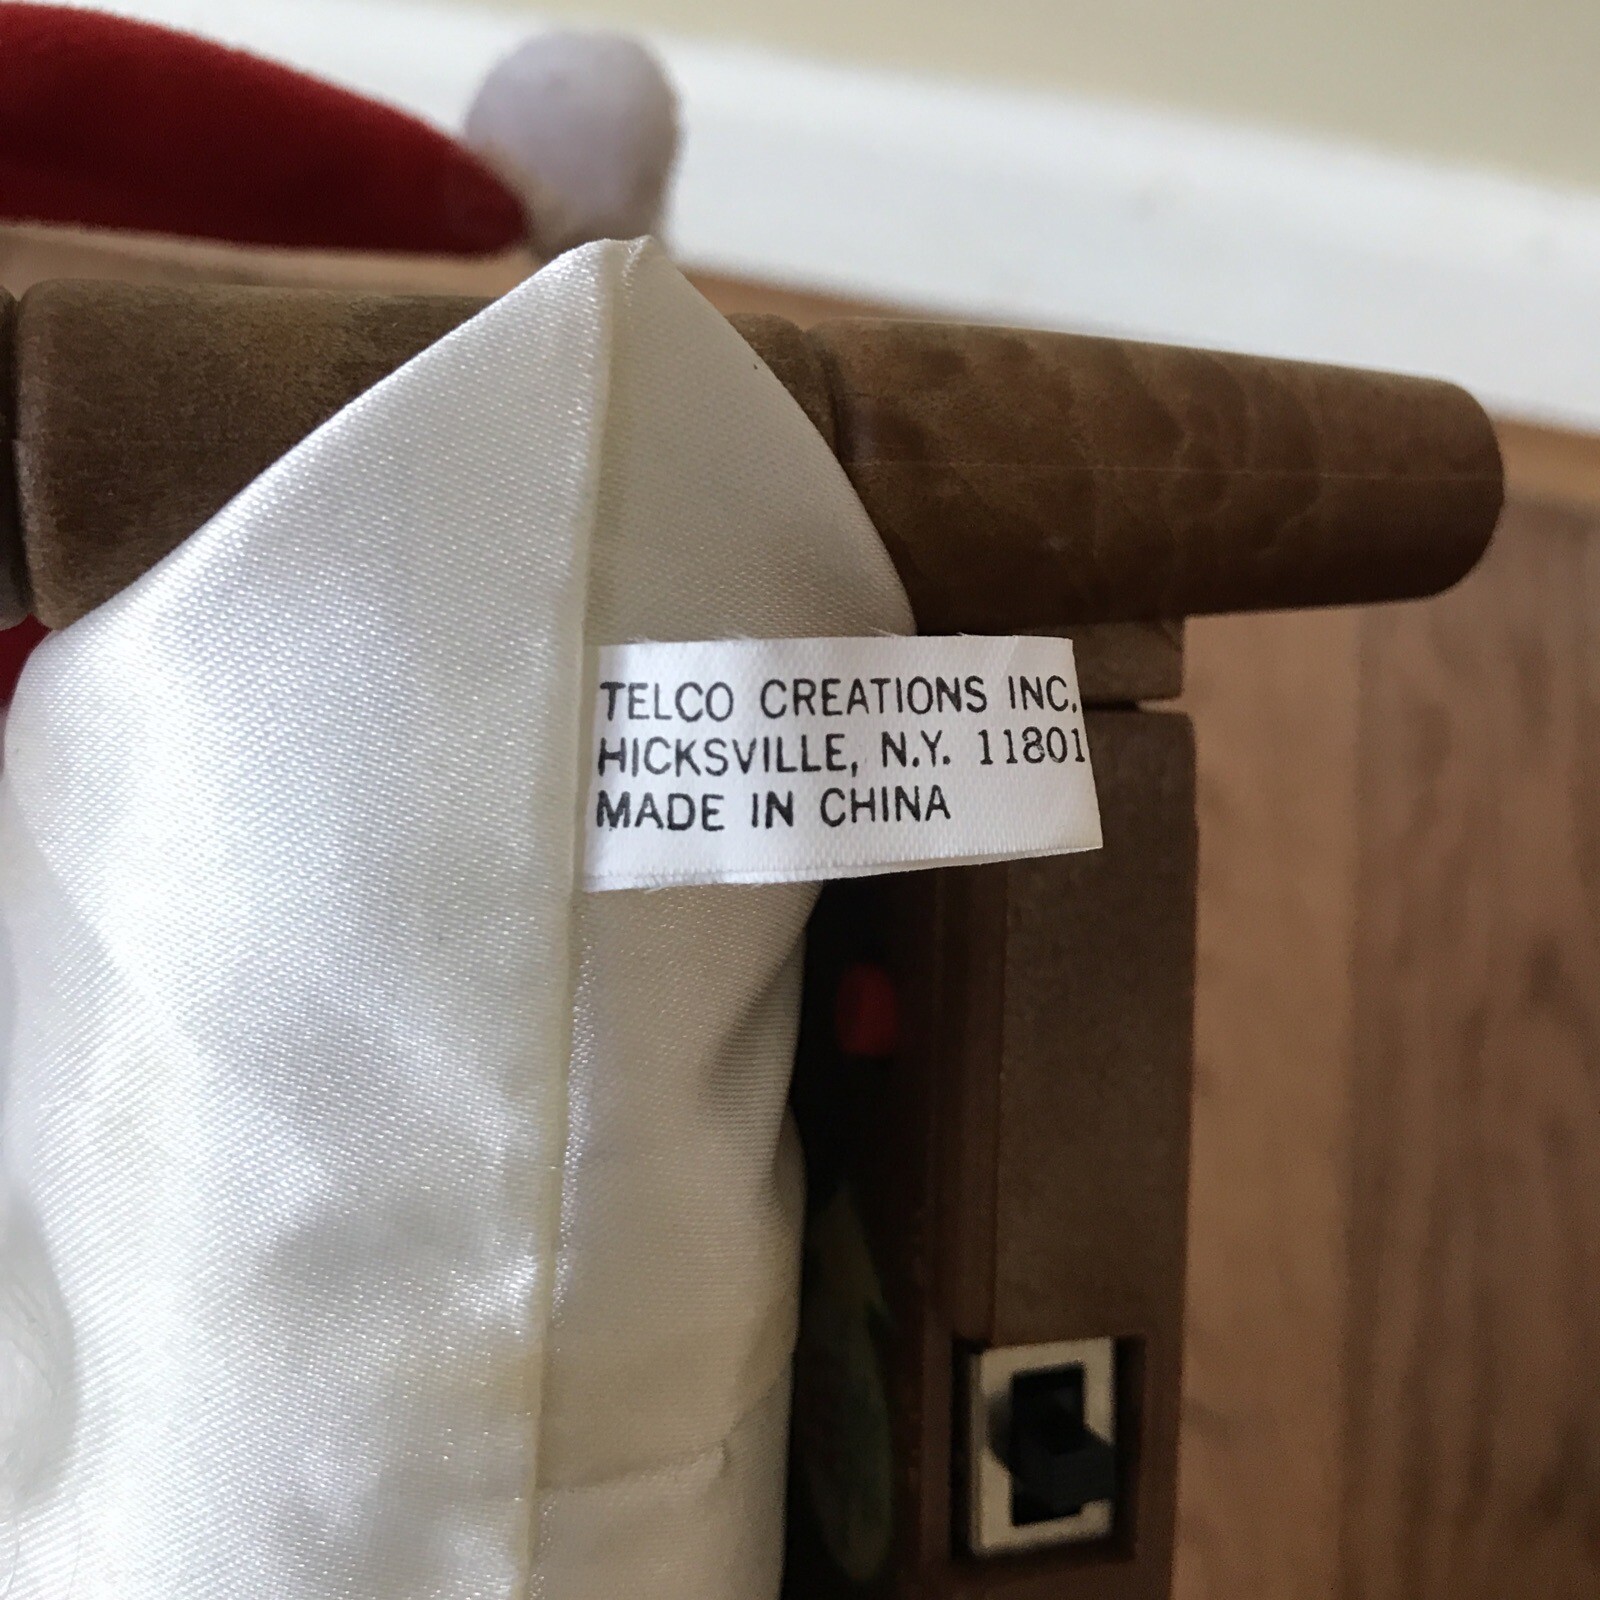 TELCO CREATIONS INC.
HICKSVILLE, N.Y. 11801
MADE IN CHINA